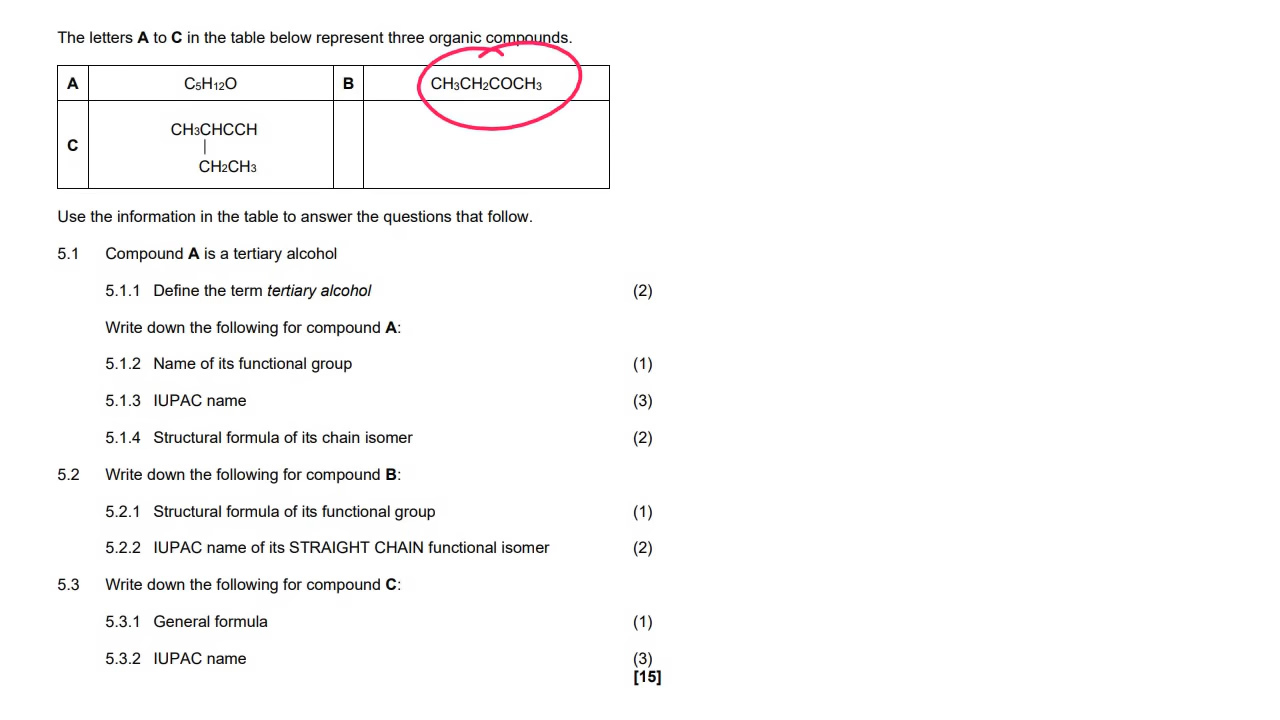 The letters A to C in the table below represent three organic compounds.
A C₅H₁₂O B CH₃CH₂COCH₃
C CH₃CHCCH
|
CH₂CH₃
Use the information in the table to answer the questions that follow.
5.1 Compound A is a tertiary alcohol
5.1.1 Define the term tertiary alcohol (2)
Write down the following for compound A:
5.1.2 Name of its functional group (1)
5.1.3 IUPAC name (3)
5.1.4 Structural formula of its chain isomer (2)
5.2 Write down the following for compound B:
5.2.1 Structural formula of its functional group (1)
5.2.2 IUPAC name of its STRAIGHT CHAIN functional isomer (2)
5.3 Write down the following for compound C:
5.3.1 General formula (1)
5.3.2 IUPAC name (3)
[15]